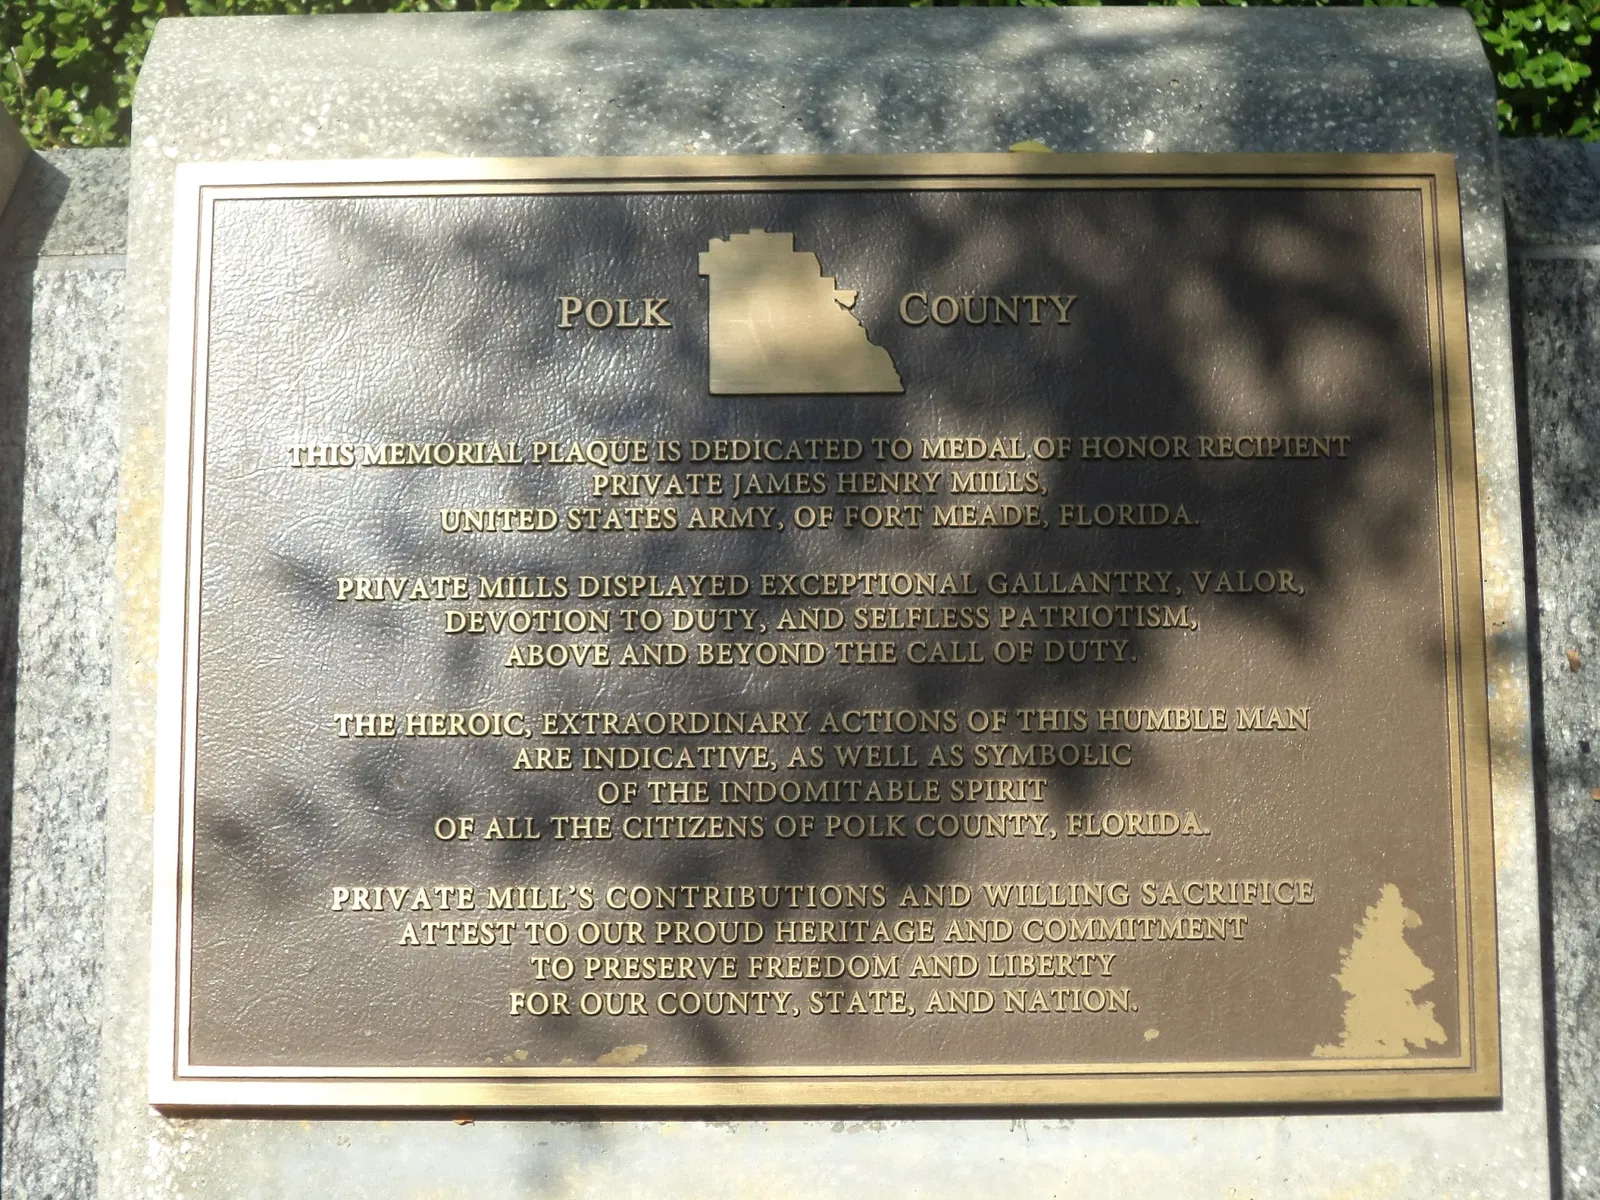 POLK COUNTY
THIS MEMORIAL PLAQUE IS DEDICATED TO MEDAL OF HONOR RECIPIENT
PRIVATE JAMES HENRY MILLS,
UNITED STATES ARMY, OF FORT MEADE, FLORIDA.
PRIVATE MILLS DISPLAYED EXCEPTIONAL GALLANTRY, VALOR,
DEVOTION TO DUTY, AND SELFLESS PATRIOTISM,
ABOVE AND BEYOND THE CALL OF DUTY.
THE HEROIC, EXTRAORDINARY ACTIONS OF THIS HUMBLE MAN
ARE INDICATIVE, AS WELL AS SYMBOLIC
OF THE INDOMITABLE SPIRIT
OF ALL THE CITIZENS OF POLK COUNTY, FLORIDA.
PRIVATE MILL'S CONTRIBUTIONS AND WILLING SACRIFICE
ATTEST TO OUR PROUD HERITAGE AND COMMITMENT
TO PRESERVE FREEDOM AND LIBERTY
FOR OUR COUNTY, STATE, AND NATION.